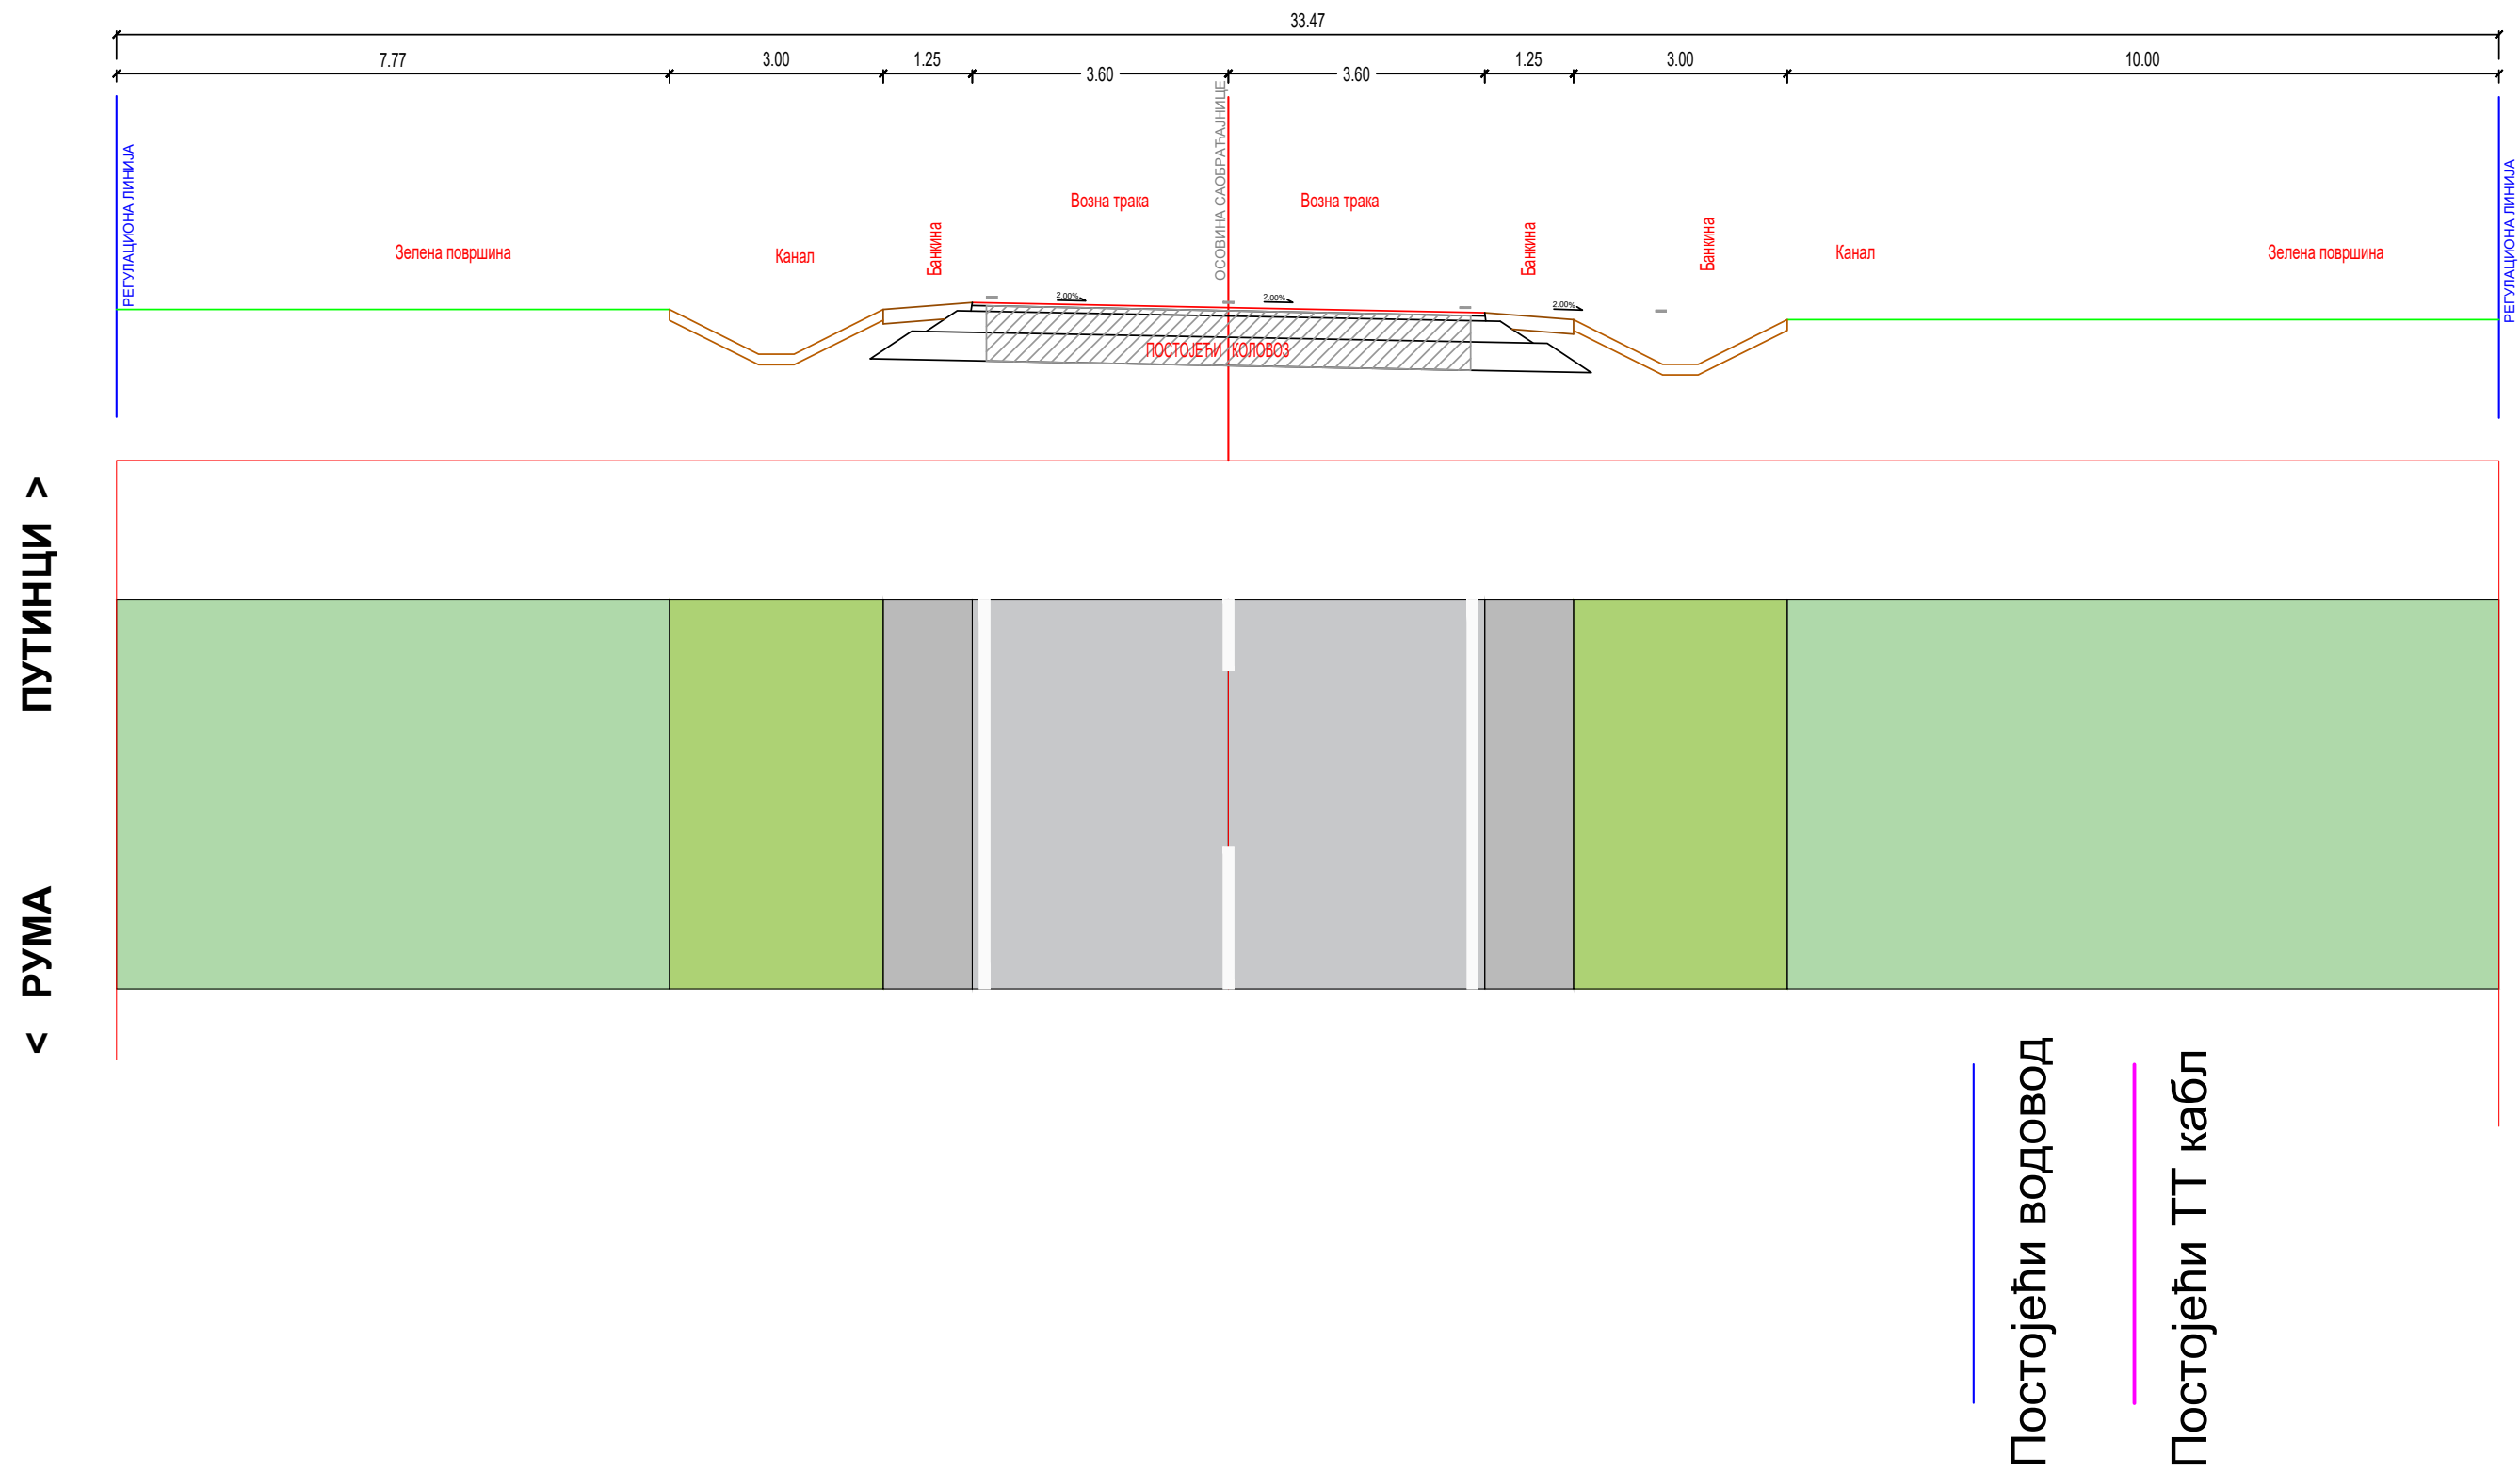 33.47
7.77
3.00
1.25
3.60
3.60
1.25
3.00
10.00
РЕГУЛАЦИОНА ЛИНИЈА
ОСОВИНА САОБРАЋАЈНИЦЕ
РЕГУЛАЦИОНА ЛИНИЈА
Возна трака
Возна трака
Зелена површина
Канал
Банкина
Банкина
Банкина
Канал
Зелена површина
2.00%
2.00%
2.00%
ПОСТОЈЕЋИ КОЛОВОЗ
< РУМА
ПУТИНЦИ >
Постојећи водовод
Постојећи ТТ кабл